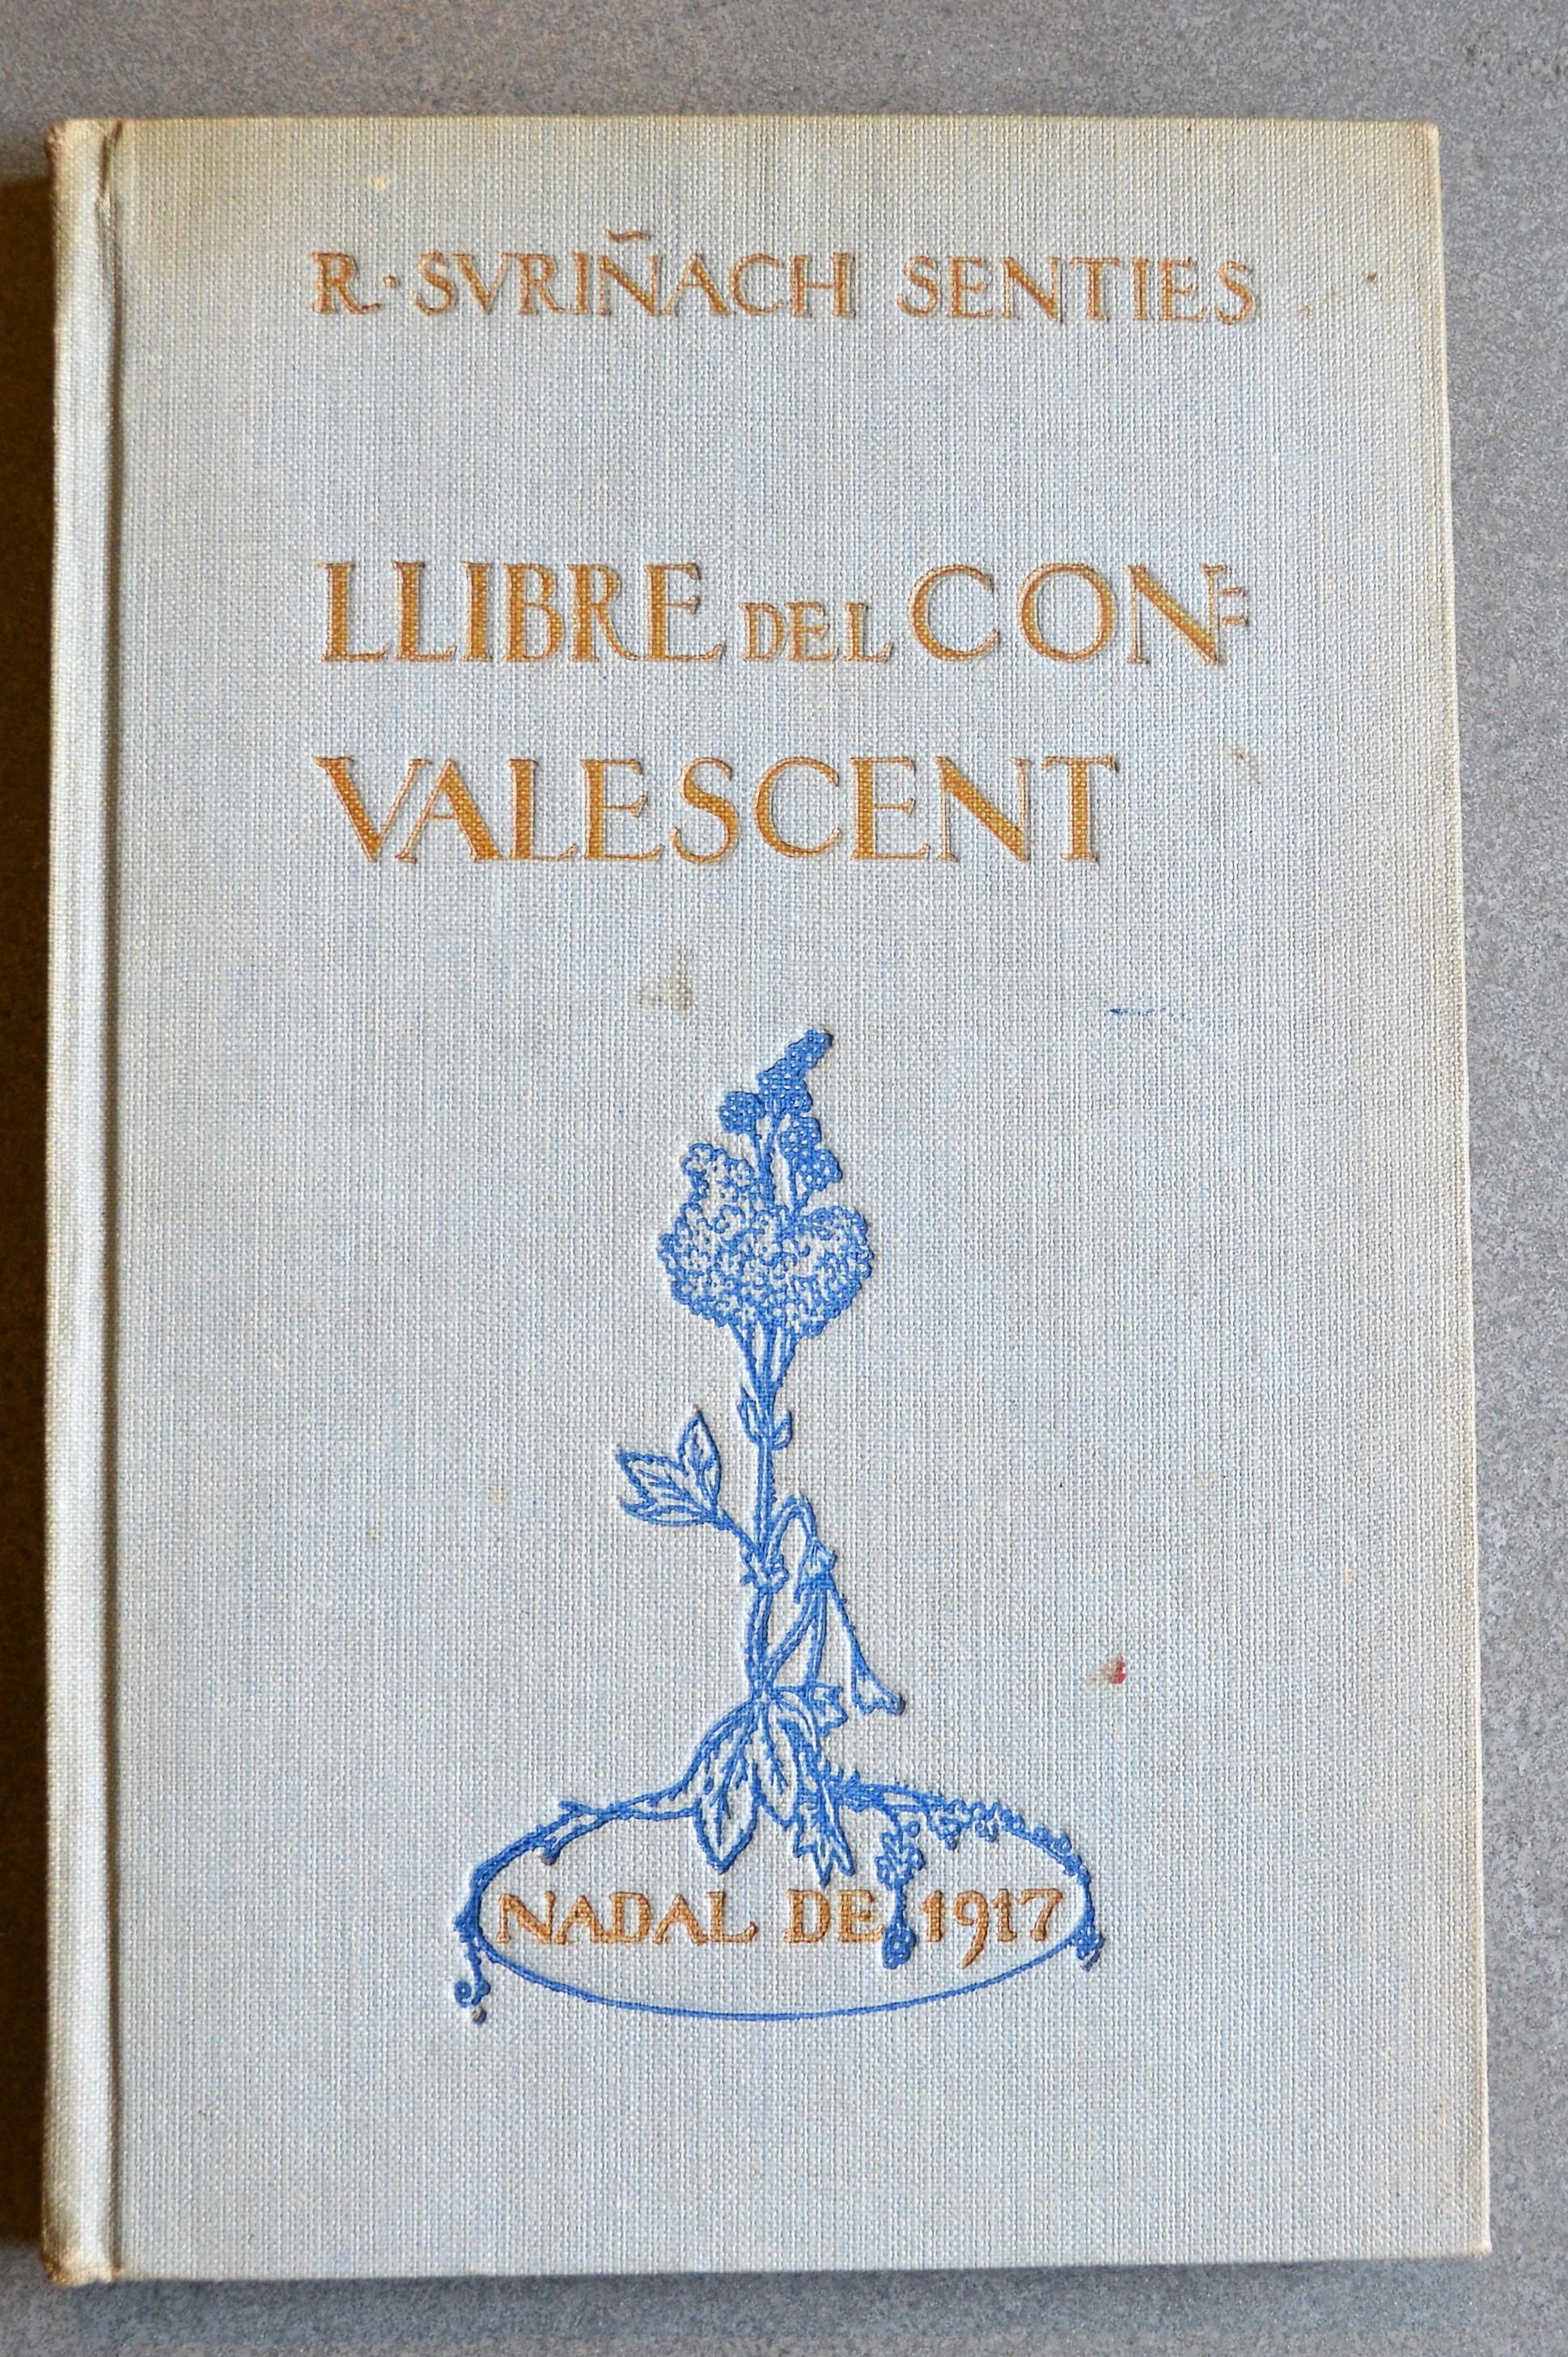 R·SVRIÑACH SENTIES
LLIBRE DEL CON=
VALESCENT
NADAL DE 1917